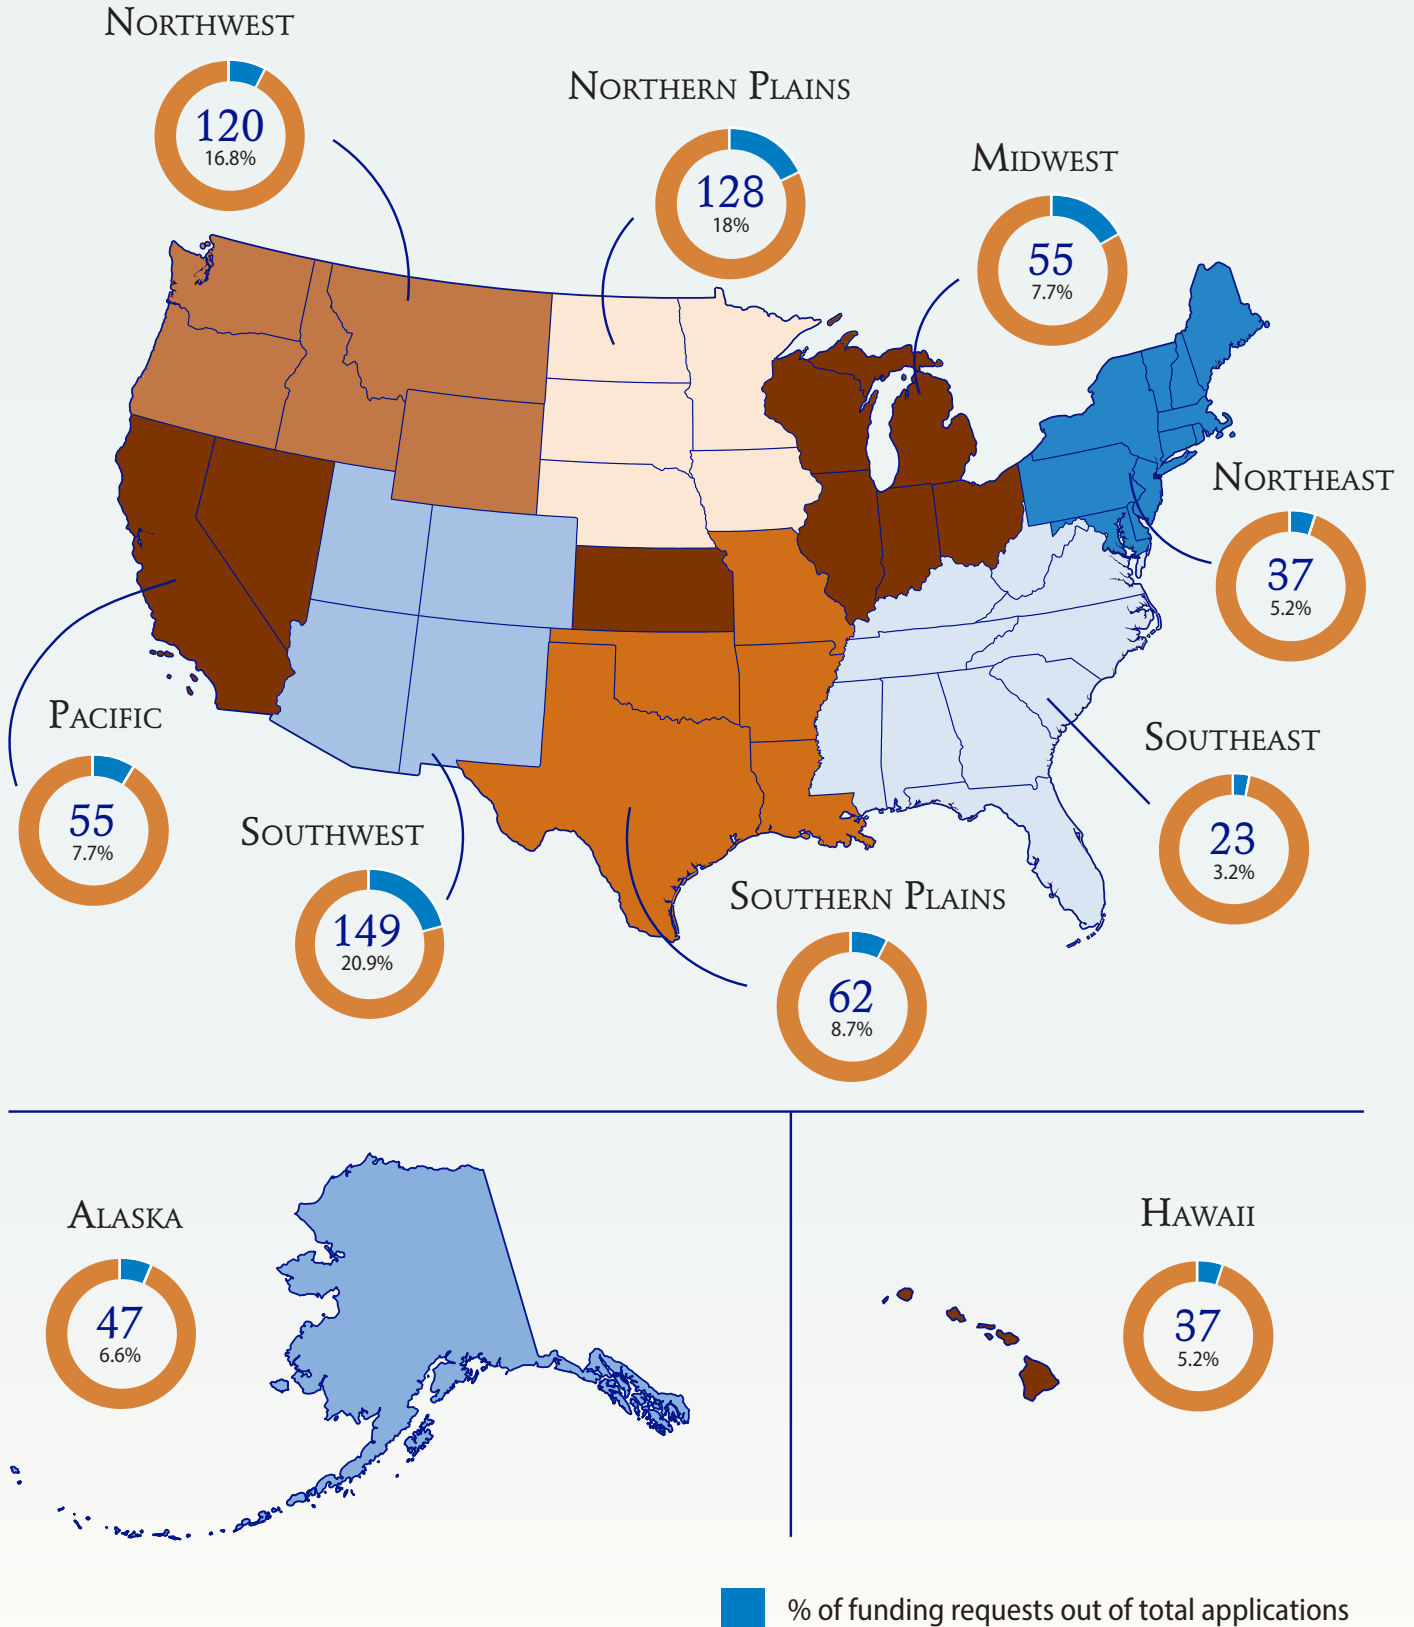 Northwest
120
16.8%
Northern Plains
128
18%
Midwest
55
7.7%
Northeast
37
5.2%
Pacific
55
7.7%
Southeast
23
3.2%
Southwest
149
20.9%
Southern Plains
62
8.7%
Alaska
47
6.6%
Hawaii
37
5.2%
% of funding requests out of total applications